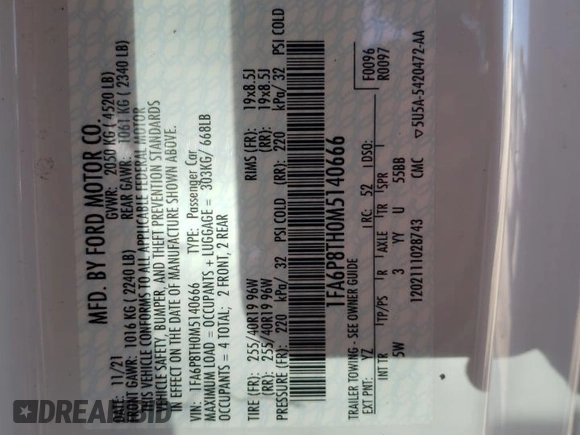 MFD. BY FORD MOTOR CO.
DATE: 11/21 GVWR: 2050 KG / 4520 LB)
FRONT GAWR: 1016 KG (2240 LB) REAR GAWR: 1061 KG ( 2340 LB)
THIS VEHICLE CONFORMS TO ALL APPLICABLE FEDERAL MOTOR
VEHICLE SAFETY, BUMPER, AND THEFT PREVENTION STANDARDS
IN EFFECT ON THE DATE OF MANUFACTURE SHOWN ABOVE.
VIN: 1FA6P8TH0M5140666 TYPE: Passenger Car
MAXIMUM LOAD = OCCUPANTS + LUGGAGE = 303KG/ 668LB
OCCUPANTS = 4 TOTAL; 2 FRONT, 2 REAR
TIRE (FR): 255/40R19 96W RIMS (FR): 19x8.5J
(RR): 255/40R19 96W (RR): 19x8.5J
PRESSURE (FR): 220 kPa/ 32 PSI COLD (RR): 220 kPa/ 32 PSI COLD
1FA6P8TH0M5140666
TRAILER TOWING - SEE OWNER GUIDE F0096
EXT PNT: YZ RC: 52 DSO: R0097
INT TR TP/PS R AXLE TR SPR
5W 3 YY U 55BB
1202111028743 CMC ▽5U5A-5420472-AA
DREAMBID